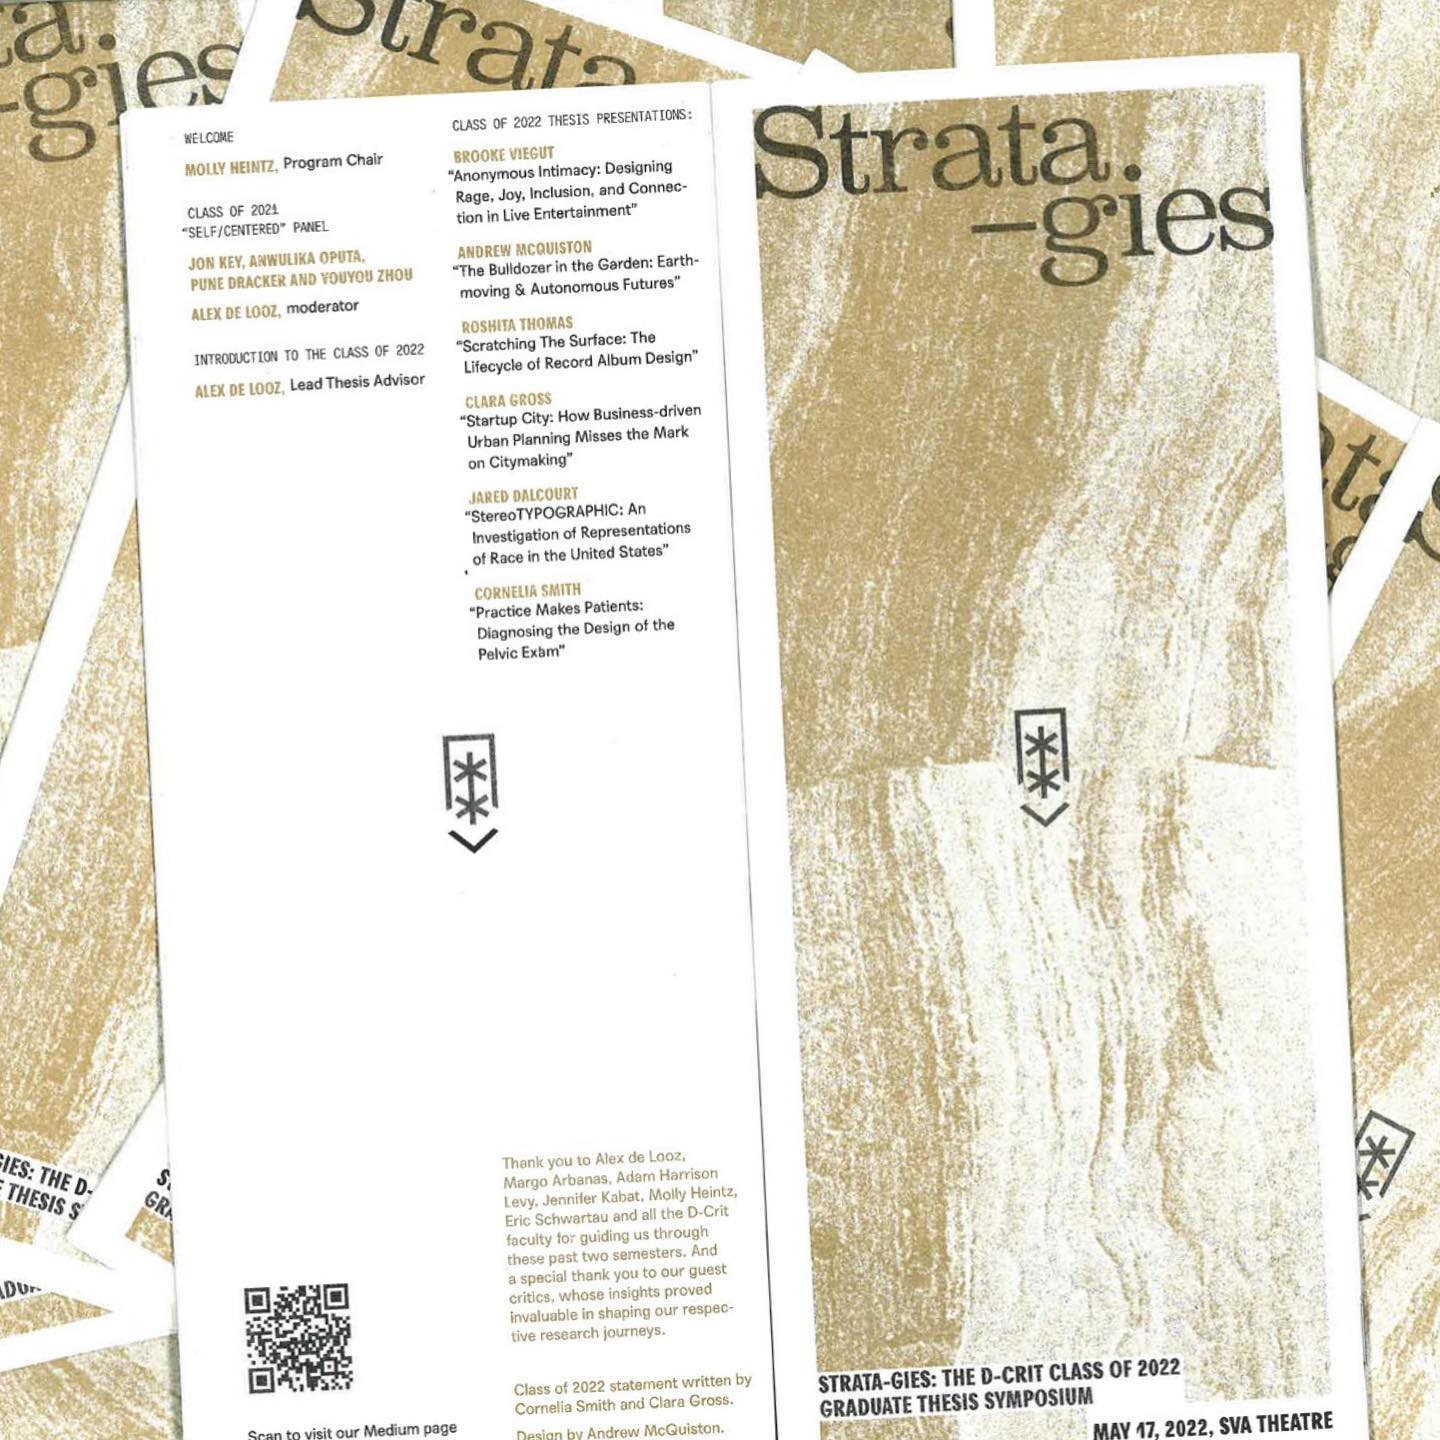 WELCOME
MOLLY HEINTZ, Program Chair
CLASS OF 2021
“SELF/CENTERED” PANEL
JON KEY, ANWULIKA OPUTA,
PUNE DRACKER AND YOUYOU ZHOU
ALEX DE LOOZ, moderator
INTRODUCTION TO THE CLASS OF 2022
ALEX DE LOOZ, Lead Thesis Advisor
CLASS OF 2022 THESIS PRESENTATIONS:
BROOKE VIEGUT
“Anonymous Intimacy: Designing
Rage, Joy, Inclusion, and Connec-
tion in Live Entertainment”
ANDREW MCQUISTON
“The Bulldozer in the Garden: Earth-
moving & Autonomous Futures”
ROSHITA THOMAS
“Scratching The Surface: The
Lifecycle of Record Album Design”
CLARA GROSS
“Startup City: How Business-driven
Urban Planning Misses the Mark
on Citymaking”
JARED DALCOURT
“StereoTYPOGRAPHIC: An
Investigation of Representations
of Race in the United States”
CORNELIA SMITH
“Practice Makes Patients:
Diagnosing the Design of the
Pelvic Exam”
Thank you to Alex de Looz,
Margo Arbanas, Adam Harrison
Levy, Jennifer Kabat, Molly Heintz,
Eric Schwartau and all the D-Crit
faculty for guiding us through
these past two semesters. And
a special thank you to our guest
critics, whose insights proved
invaluable in shaping our respec-
tive research journeys.
Class of 2022 statement written by
Cornelia Smith and Clara Gross.
Design by Andrew McQuiston.
Scan to visit our Medium page
Strata.
–gies
STRATA-GIES: THE D-CRIT CLASS OF 2022
GRADUATE THESIS SYMPOSIUM
MAY 17, 2022, SVA THEATRE
ta.
–gies
Strata
ata
GIES: THE D-
THESIS S
GRA